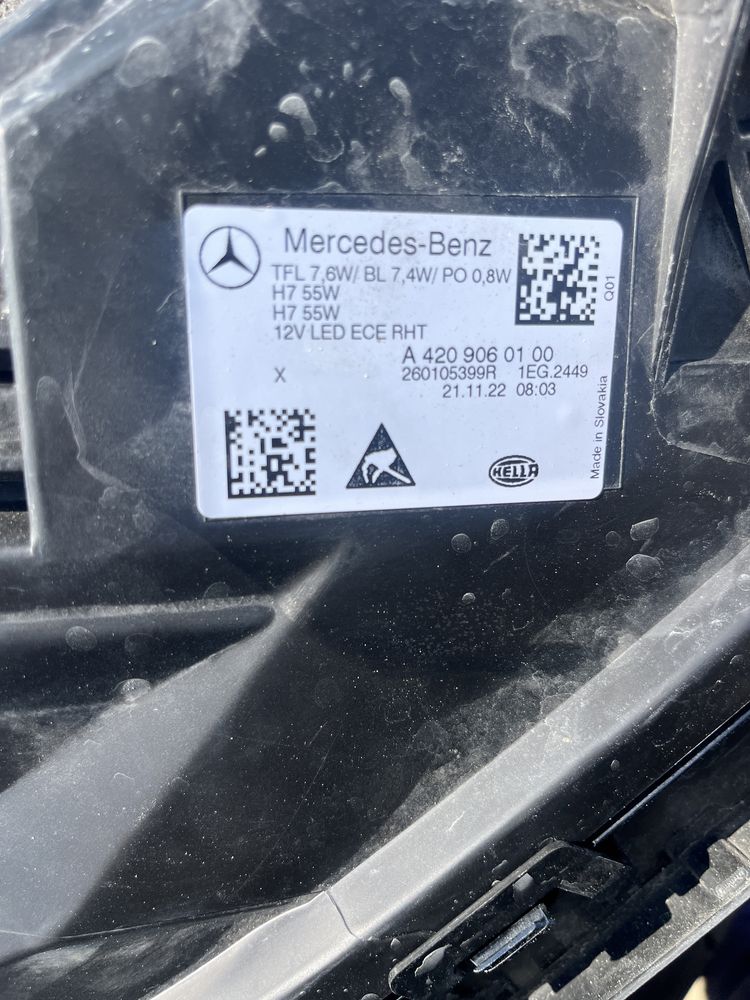 Mercedes-Benz
TFL 7,6W/ BL 7,4W/ PO 0,8W
H7 55W
H7 55W
12V LED ECE RHT
Q01
A 420 906 01 00
X 260105399R 1EG.2449
21.11.22 08:03
Made in Slovakia
HELLA